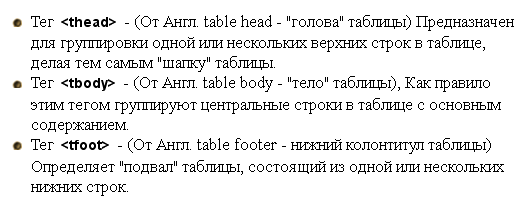 Тег <thead> - (От Англ. table head - "голова" таблицы) Предназначен
для группировки одной или нескольких верхних строк в таблице,
делая тем самым "шапку" таблицы.
Тег <tbody> - (От Англ. table body - "тело" таблицы), Как правило
этим тегом группируют центральные строки в таблице с основным
содержанием.
Тег <tfoot> - (От Англ. table footer - нижний колонтитул таблицы)
Определяет "подвал" таблицы, состоящий из одной или нескольких
нижних строк.